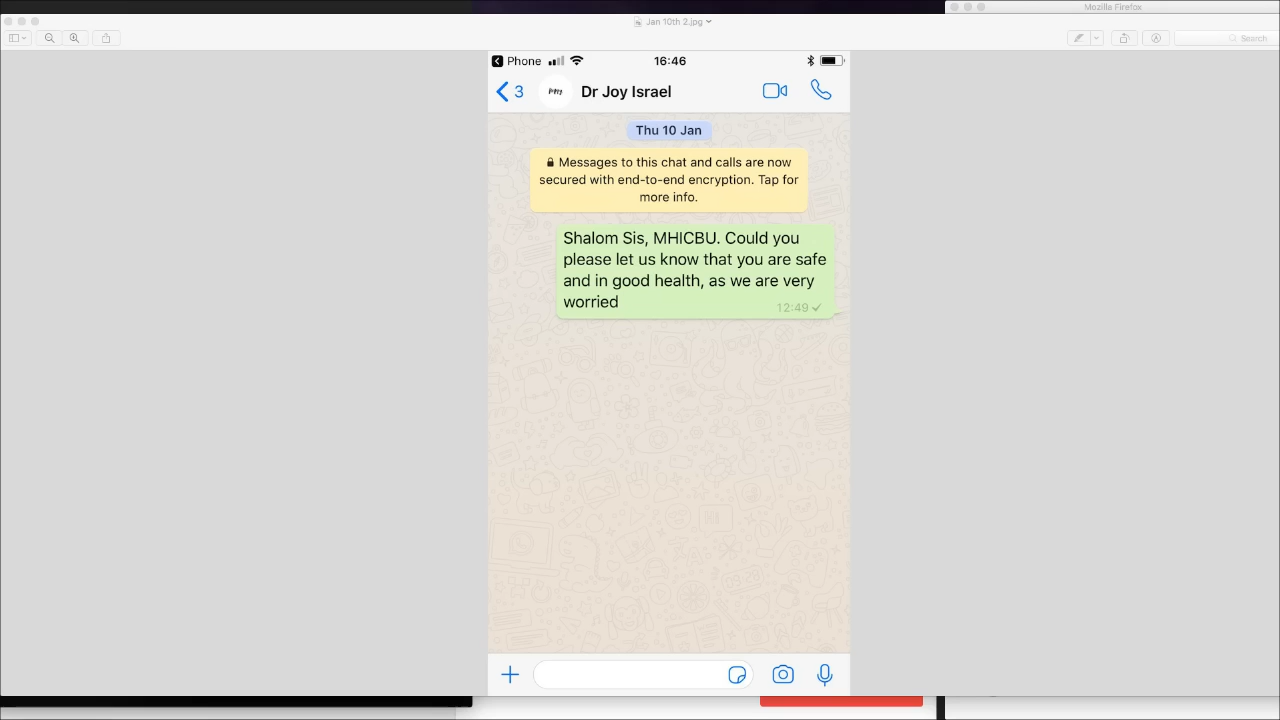 Mozilla Firefox
Jan 10th 2.jpg
Search
Phone 16:46
3 Dr Joy Israel
Thu 10 Jan
Messages to this chat and calls are now
secured with end-to-end encryption. Tap for
more info.
Shalom Sis, MHICBU. Could you
please let us know that you are safe
and in good health, as we are very
worried
12:49